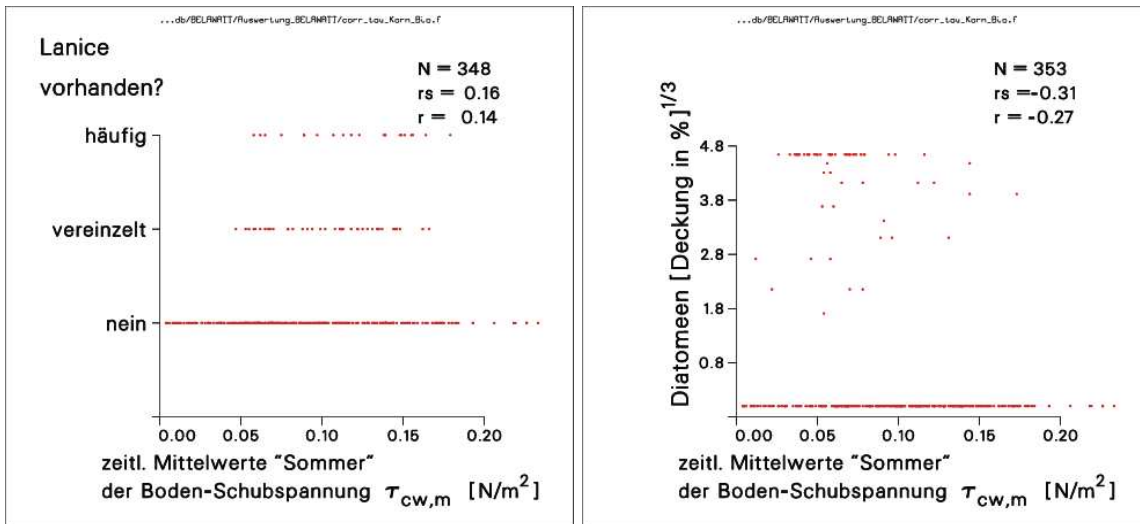 ...db/BELAWATT/Auswertung_BELAWATT/corr_tau_Korn_Bio.f
Lanice
vorhanden?
N = 348
rs = 0.16
r = 0.14
häufig
vereinzelt
nein
0.00 0.05 0.10 0.15 0.20
zeitl. Mittelwerte "Sommer"
der Boden-Schubspannung τcw,m [N/m²]
...db/BELAWATT/Auswertung_BELAWATT/corr_tau_Korn_Bio.f
N = 353
rs =-0.31
r = -0.27
Diatomeen [Deckung in %]^1/3
4.8
3.8
2.8
1.8
0.8
0.00 0.05 0.10 0.15 0.20
zeitl. Mittelwerte "Sommer"
der Boden-Schubspannung τcw,m [N/m²]